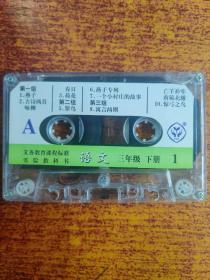 第一组
1.燕子
2.古诗两首
咏柳
春日
3.荷花
第二组
5.翠鸟
6.燕子专列
7.一个小村庄的故事
第三组
8.寓言两则
亡羊补牢
南辕北辙
10.惊弓之鸟
A
义务教育课程标准
实验教科书
语文 三年级 下册 1